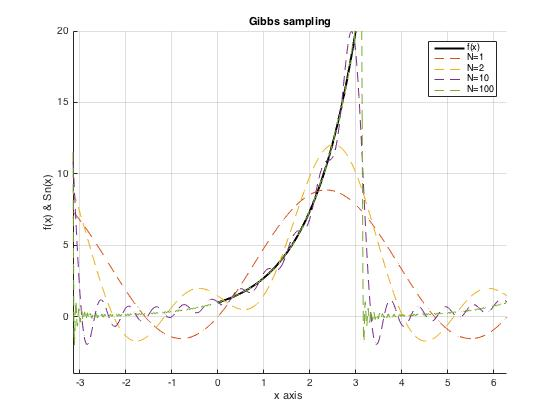 Gibbs sampling
f(x)
N=1
N=2
N=10
N=100
f(x) & Sn(x)
20
15
10
5
0
-3 -2 -1 0 1 2 3 4 5 6
x axis